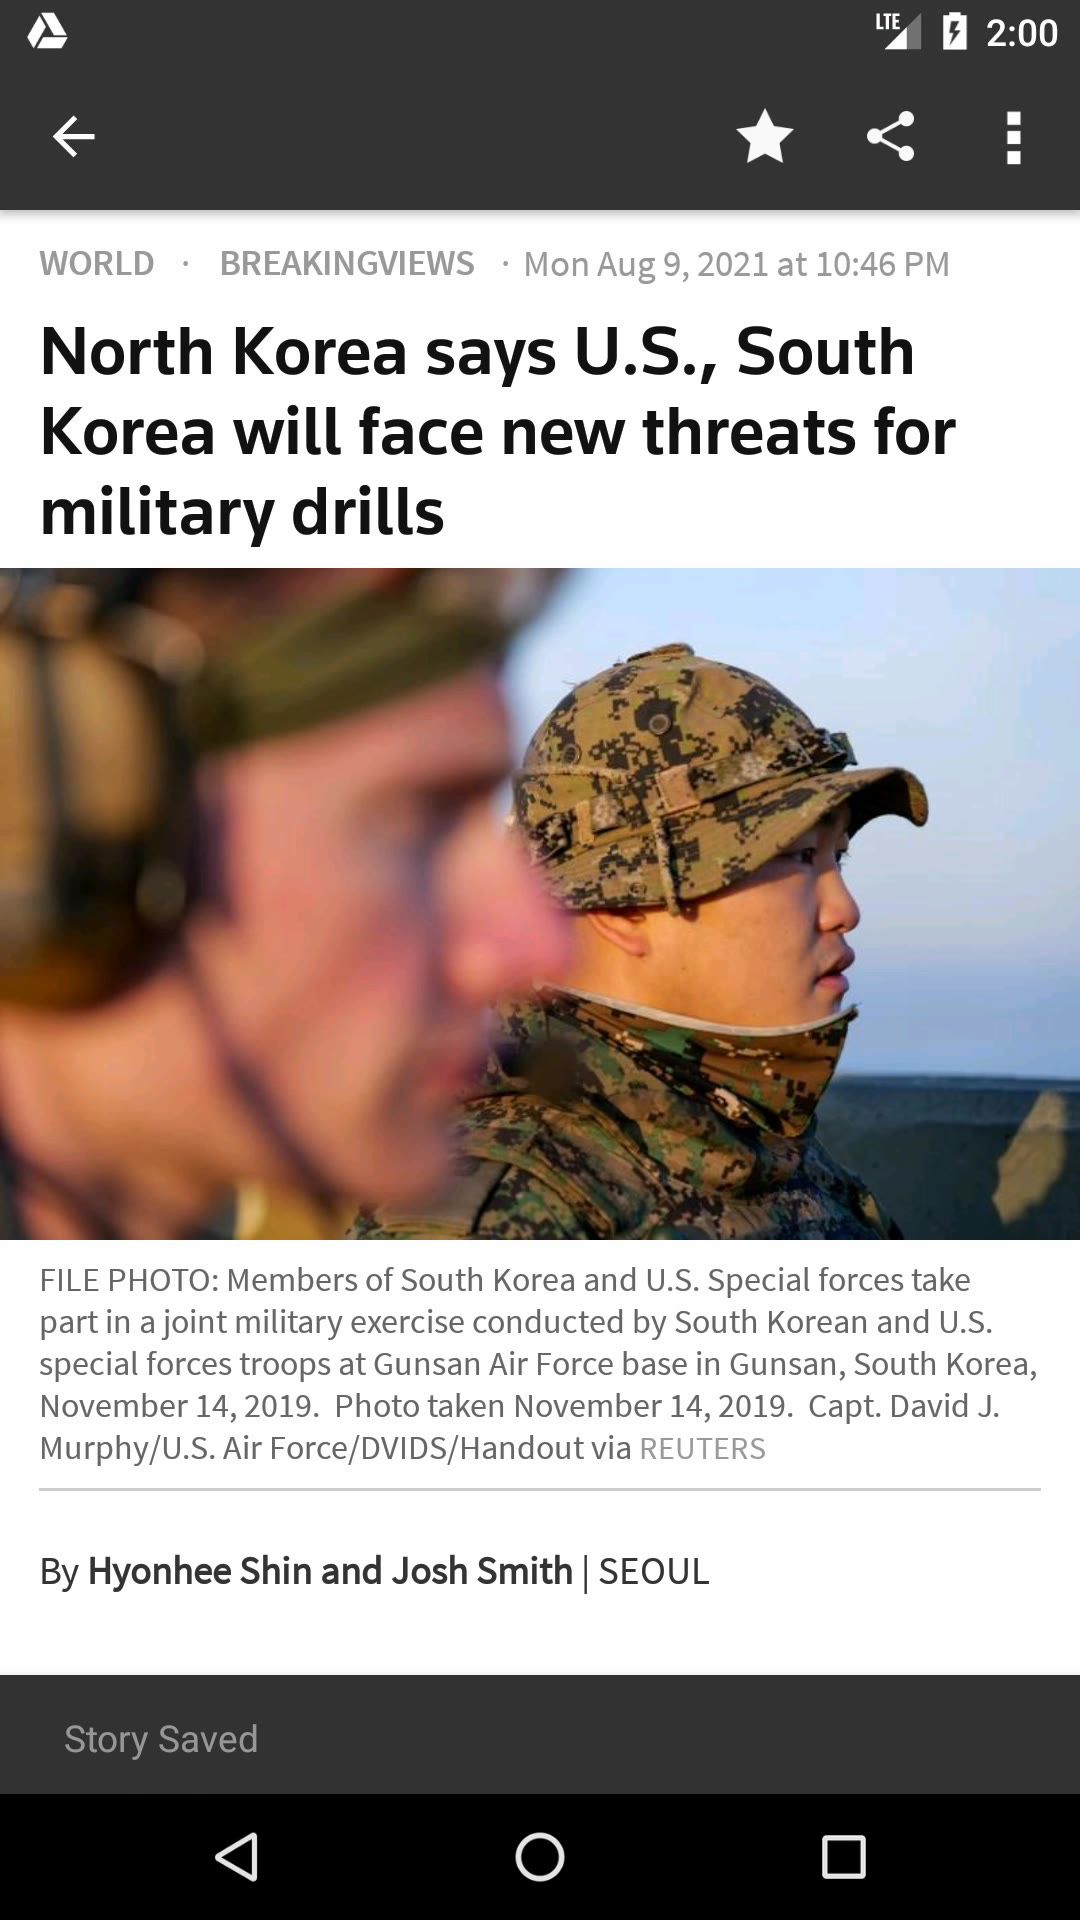 LTE 2:00
WORLD · BREAKINGVIEWS · Mon Aug 9, 2021 at 10:46 PM
North Korea says U.S., South
Korea will face new threats for
military drills
FILE PHOTO: Members of South Korea and U.S. Special forces take
part in a joint military exercise conducted by South Korean and U.S.
special forces troops at Gunsan Air Force base in Gunsan, South Korea,
November 14, 2019.  Photo taken November 14, 2019.  Capt. David J.
Murphy/U.S. Air Force/DVIDS/Handout via REUTERS
By Hyonhee Shin and Josh Smith | SEOUL
Story Saved